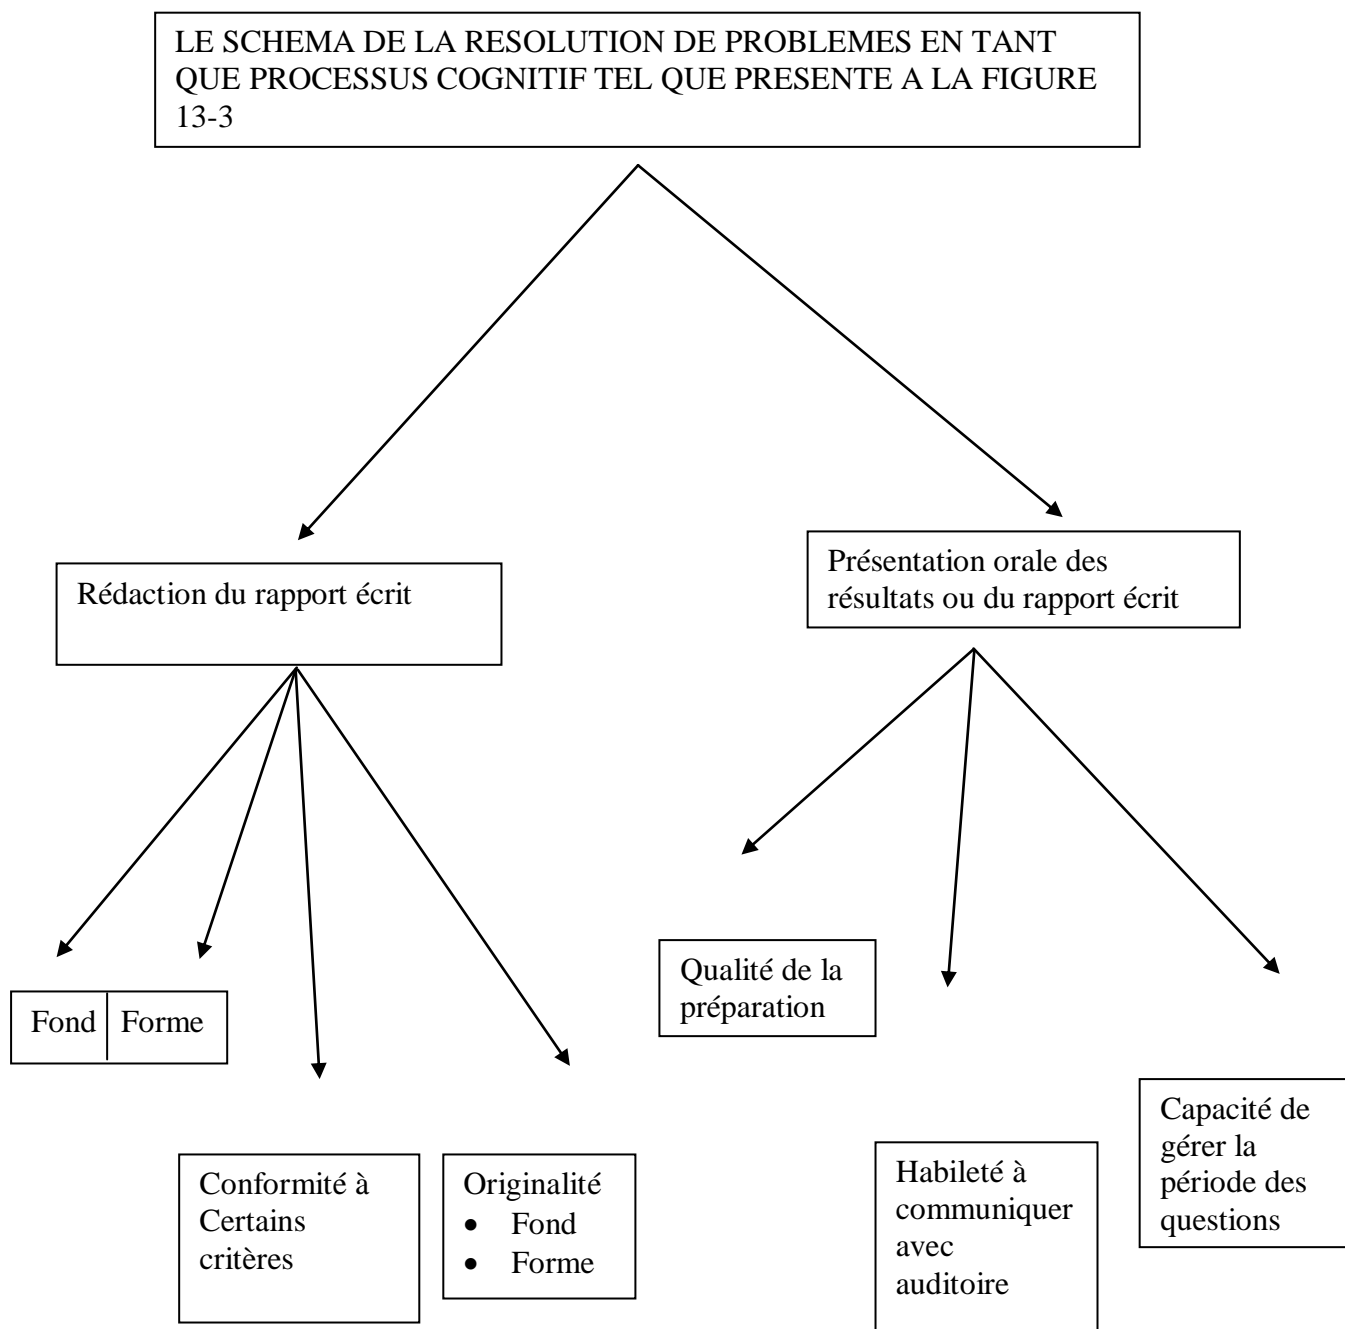 LE SCHEMA DE LA RESOLUTION DE PROBLEMES EN TANT
QUE PROCESSUS COGNITIF TEL QUE PRESENTE A LA FIGURE
13-3
Rédaction du rapport écrit
Présentation orale des
résultats ou du rapport écrit
Fond
Forme
Conformité à
Certains
critères
Originalité
• Fond
• Forme
Qualité de la
préparation
Habileté à
communiquer
avec
auditoire
Capacité de
gérer la
période des
questions